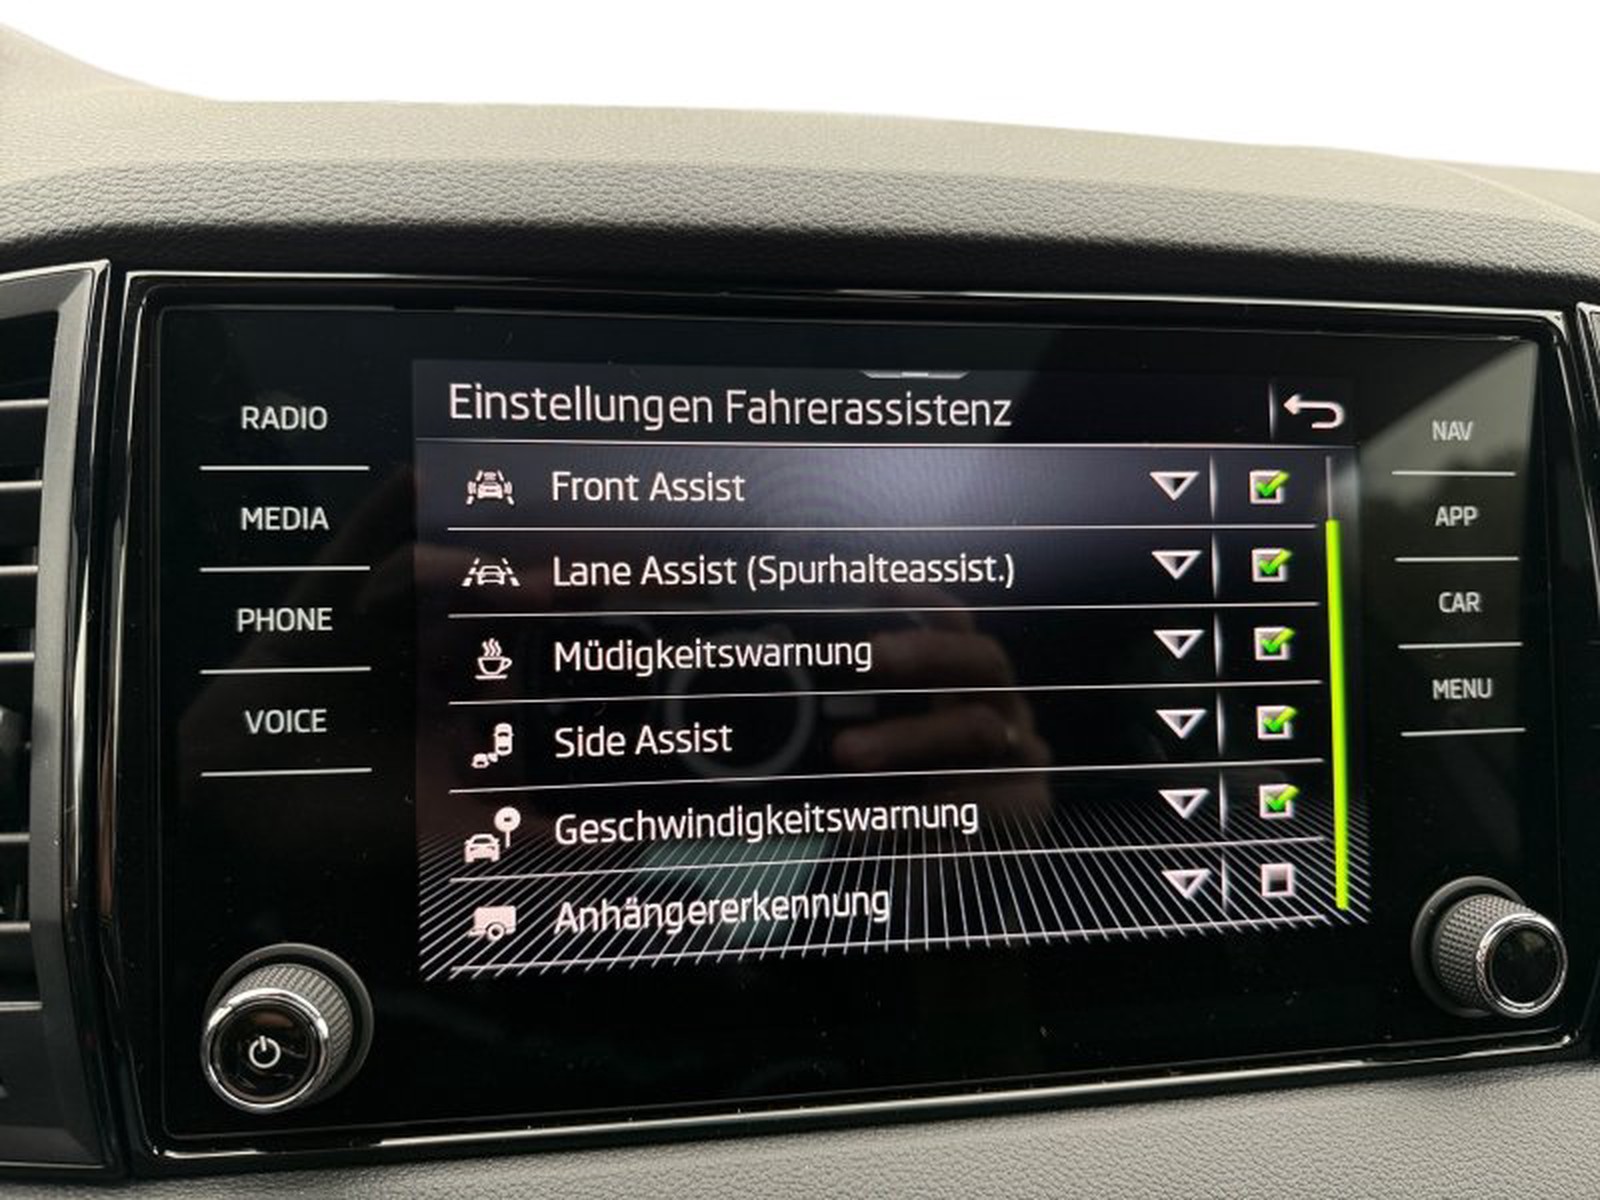 RADIO
MEDIA
PHONE
VOICE
Einstellungen Fahrerassistenz
Front Assist
Lane Assist (Spurhalteassist.)
Müdigkeitswarnung
Side Assist
Geschwindigkeitswarnung
Anhängererkennung
NAV
APP
CAR
MENU